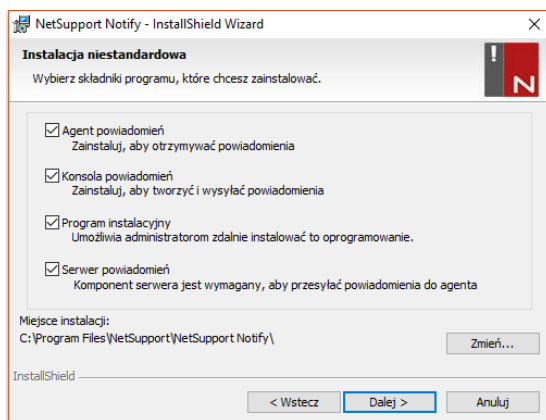 NetSupport Notify - InstallShield Wizard
Instalacja niestandardowa
Wybierz składniki programu, które chcesz zainstalować.
! N
Agent powiadomień
Zainstaluj, aby otrzymywać powiadomienia
Konsola powiadomień
Zainstaluj, aby tworzyć i wysyłać powiadomienia
Program instalacyjny
Umożliwia administratorom zdalnie instalować to oprogramowanie.
Serwer powiadomień
Komponent serwera jest wymagany, aby przesyłać powiadomienia do agenta
Miejsce instalacji:
C:\Program Files\NetSupport\NetSupport Notify\
Zmień...
InstallShield
< Wstecz Dalej > Anuluj